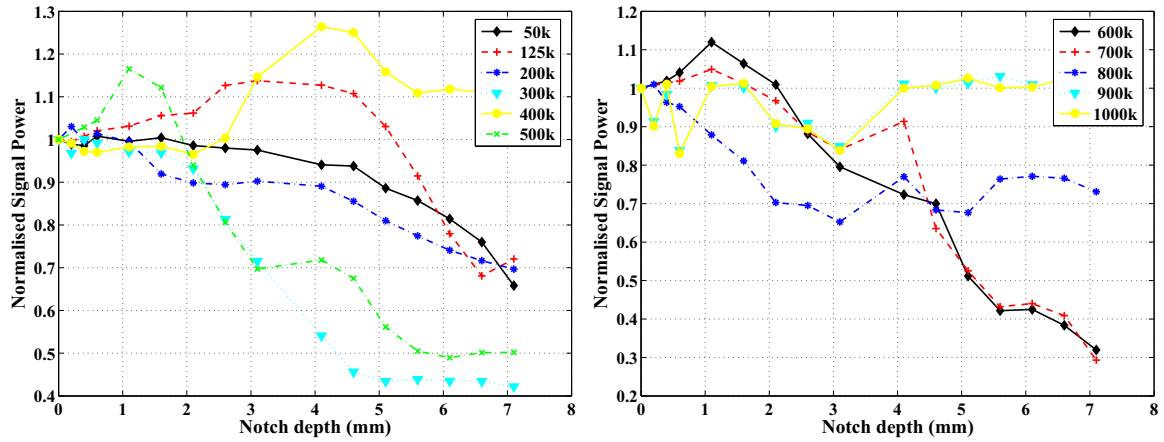 1.3
1.2
1.1
1
0.9
0.8
0.7
0.6
0.5
0.4
Normalised Signal Power
0 1 2 3 4 5 6 7 8
Notch depth (mm)
50k
125k
200k
300k
400k
500k
1.2
1.1
1.0
0.9
0.8
0.7
0.6
0.5
0.4
0.3
0.2
Normalised Signal Power
0 1 2 3 4 5 6 7 8
Notch depth (mm)
600k
700k
800k
900k
1000k